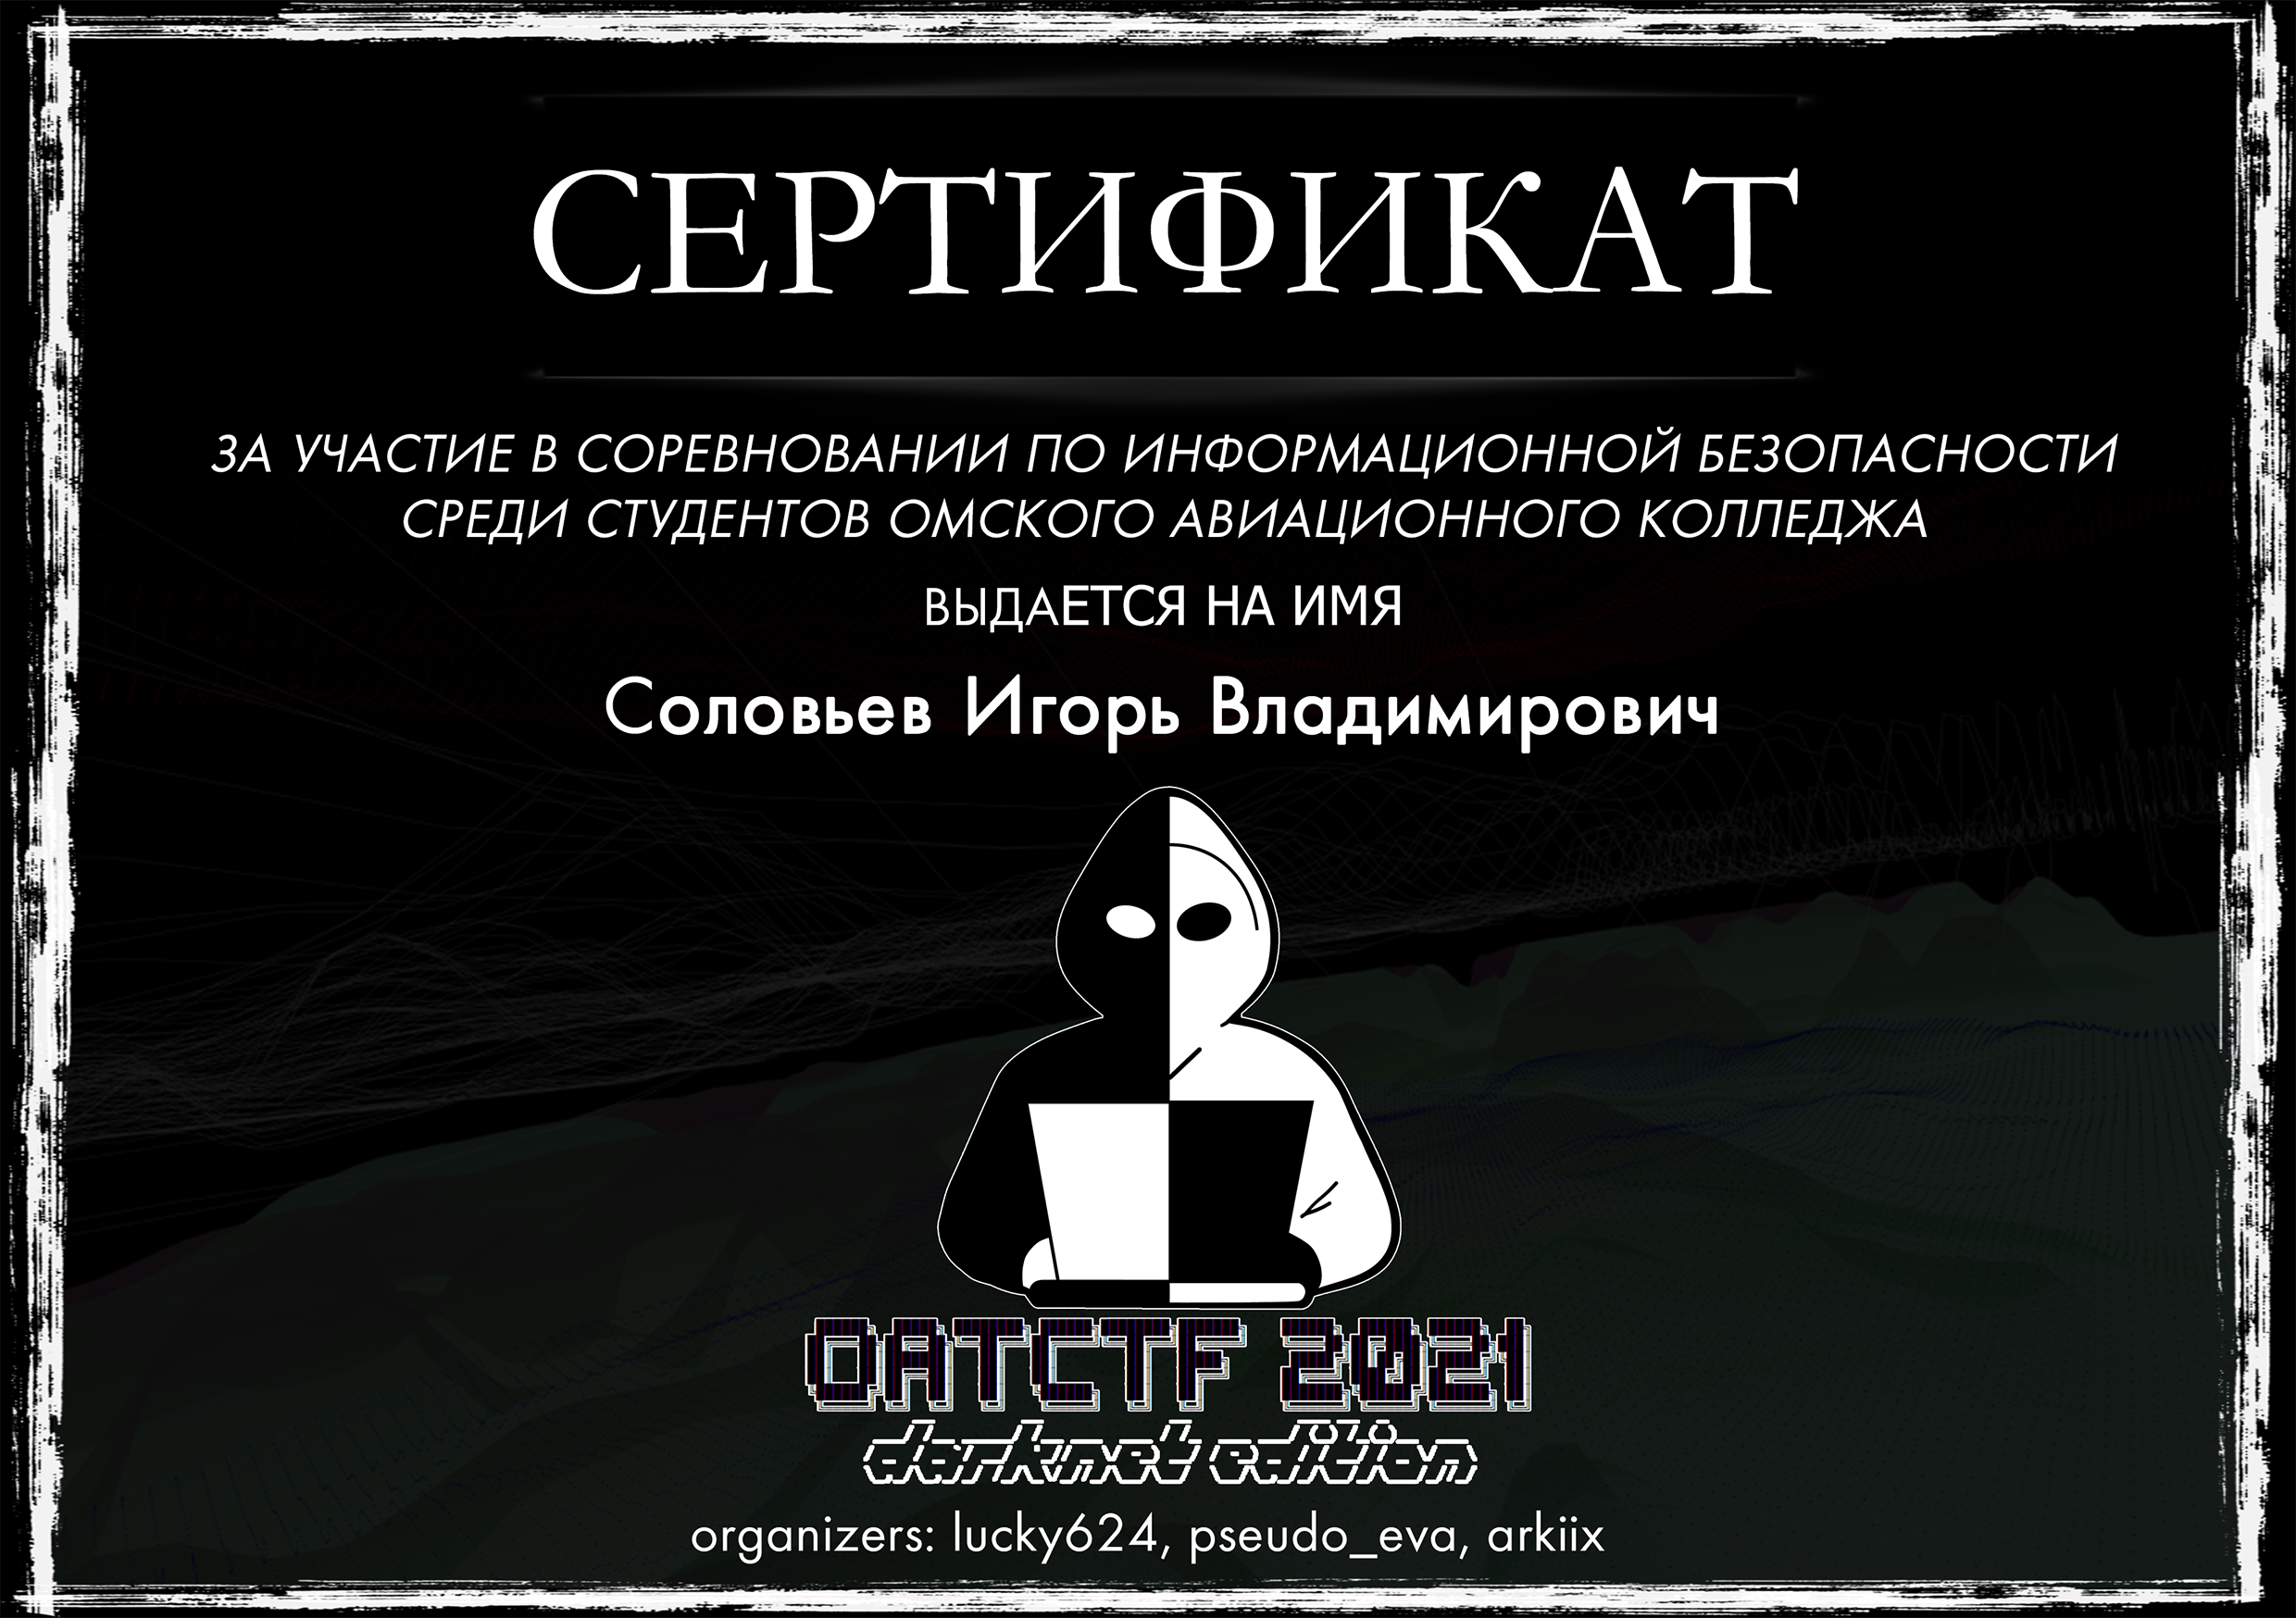 СЕРТИФИКАТ
ЗА УЧАСТИЕ В СОРЕВНОВАНИИ ПО ИНФОРМАЦИОННОЙ БЕЗОПАСНОСТИ
СРЕДИ СТУДЕНТОВ ОМСКОГО АВИАЦИОННОГО КОЛЛЕДЖА
ВЫДАЕТСЯ НА ИМЯ
Соловьев Игорь Владимирович
OATCTF 2021
darknet edition
organizers: lucky624, pseudo_eva, arkiix